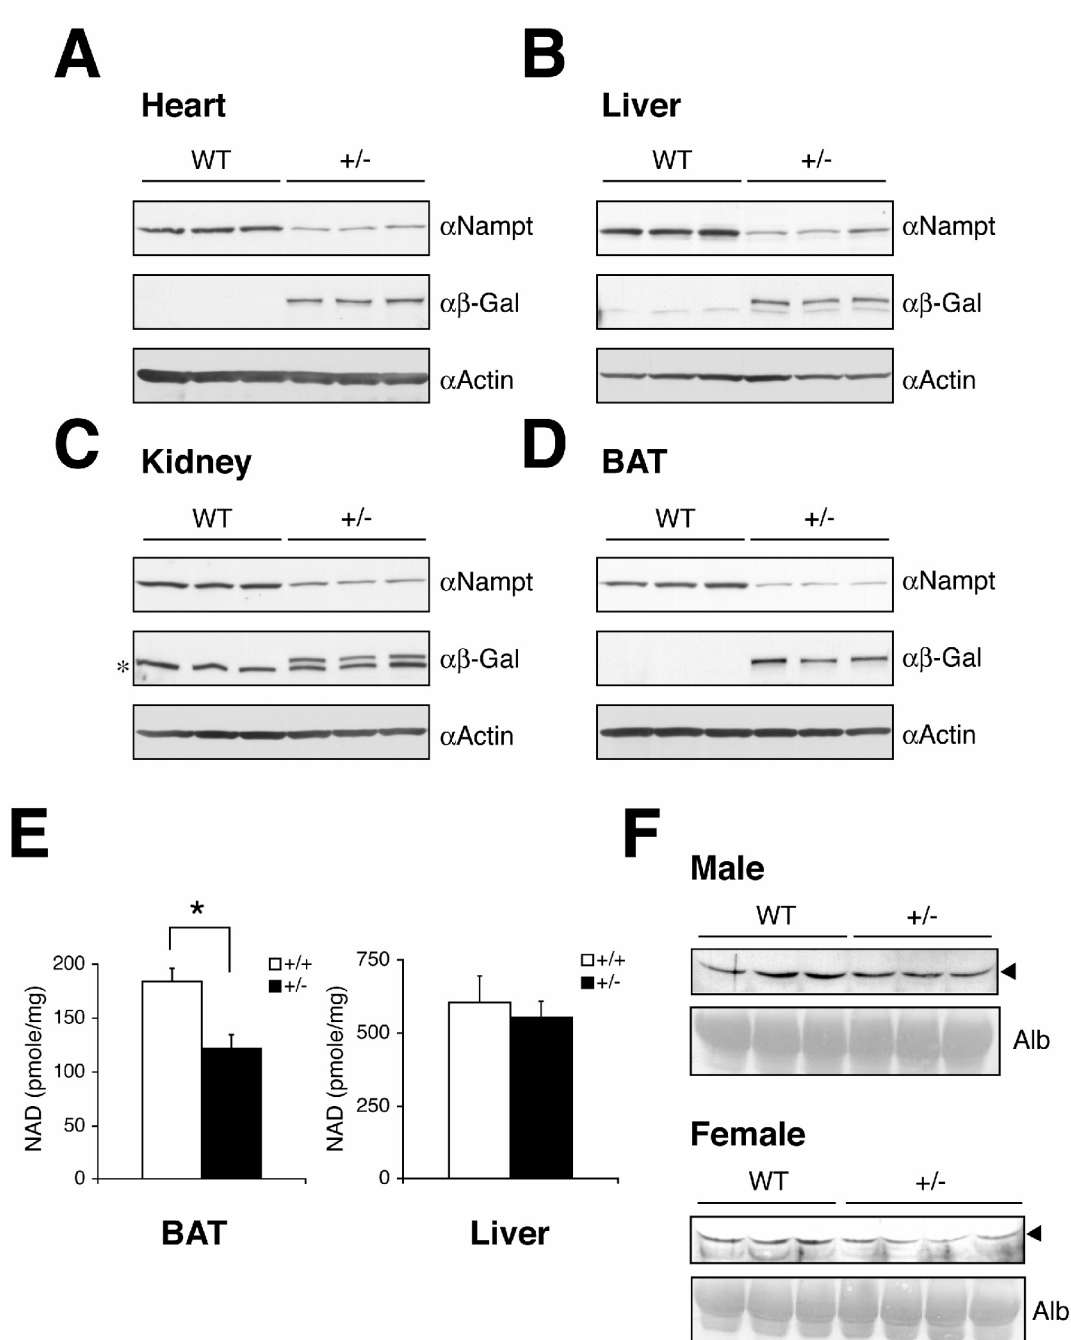 A
Heart
WT +/-
αNampt
αβ-Gal
αActin
B
Liver
WT +/-
αNampt
αβ-Gal
αActin
C
Kidney
WT +/-
αNampt
* αβ-Gal
αActin
D
BAT
WT +/-
αNampt
αβ-Gal
αActin
E
*
200
150
100
50
0
NAD (pmole/mg)
+/+
+/-
BAT
750
500
250
0
NAD (pmole/mg)
+/+
+/-
Liver
F
Male
WT +/-
Alb
Female
WT +/-
Alb